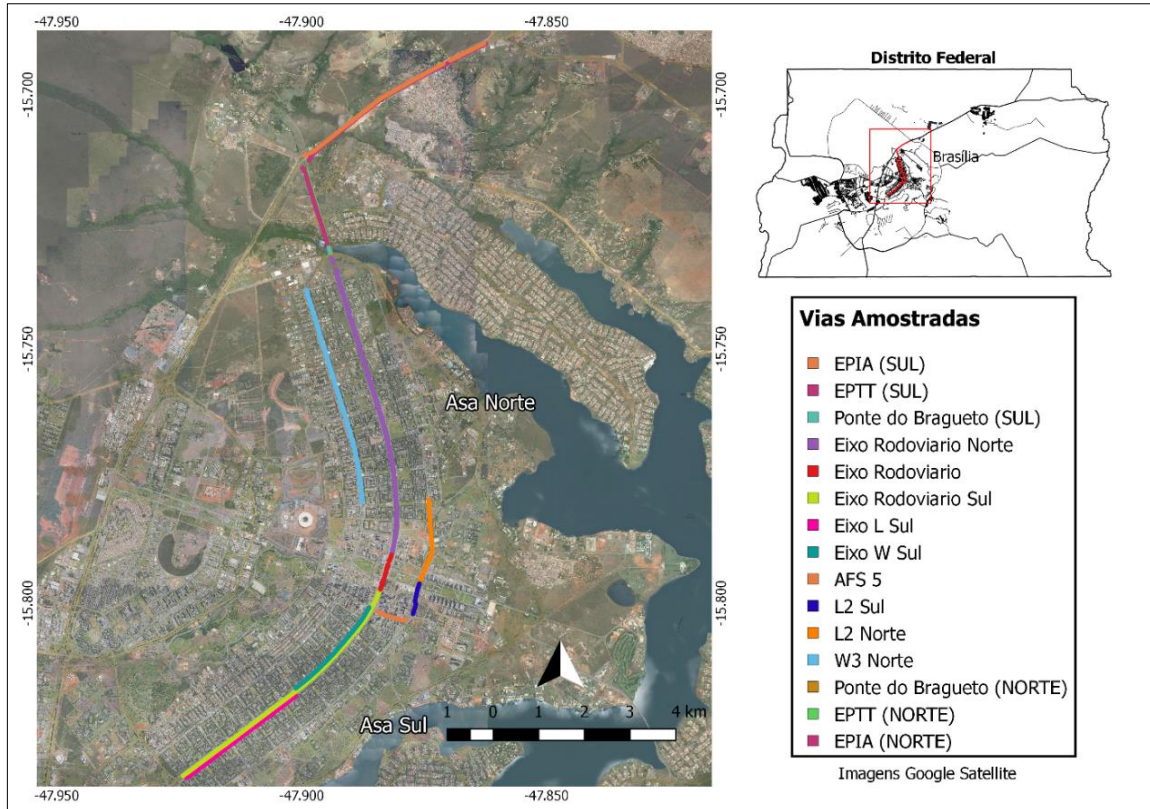 -47.950
-47.900
-47.850
-15.700
-15.700
-15.750
-15.750
-15.800
-15.800
Asa Norte
Asa Sul
1 0 1 2 3 4 km
-47.950
-47.900
-47.850
Distrito Federal
Brasília
Vias Amostradas
EPIA (SUL)
EPTT (SUL)
Ponte do Bragueto (SUL)
Eixo Rodoviario Norte
Eixo Rodoviario
Eixo Rodoviario Sul
Eixo L Sul
Eixo W Sul
AFS 5
L2 Sul
L2 Norte
W3 Norte
Ponte do Bragueto (NORTE)
EPTT (NORTE)
EPIA (NORTE)
Imagens Google Satellite